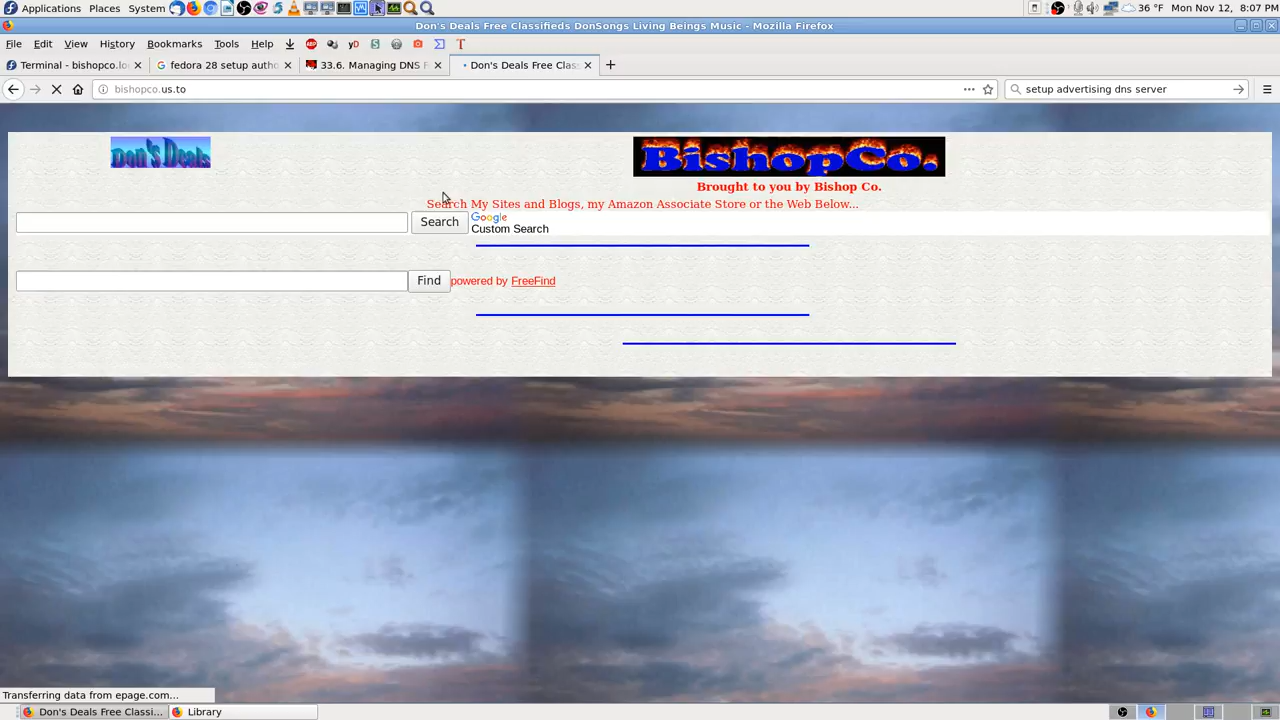 Applications Places System 36 °F Mon Nov 12, 8:07 PM
Don's Deals Free Classifieds DonSongs Living Beings Music - Mozilla Firefox
File Edit View History Bookmarks Tools Help
Terminal - bishopco.lo
fedora 28 setup autho
33.6. Managing DNS
Don's Deals Free Clas
bishopco.us.to
setup advertising dns server
Don's Deals
BishopCo.
Brought to you by Bishop Co.
Search My Sites and Blogs, my Amazon Associate Store or the Web Below...
Search
Google
Custom Search
Find
powered by FreeFind
Transferring data from epage.com...
Don's Deals Free Classi...
Library